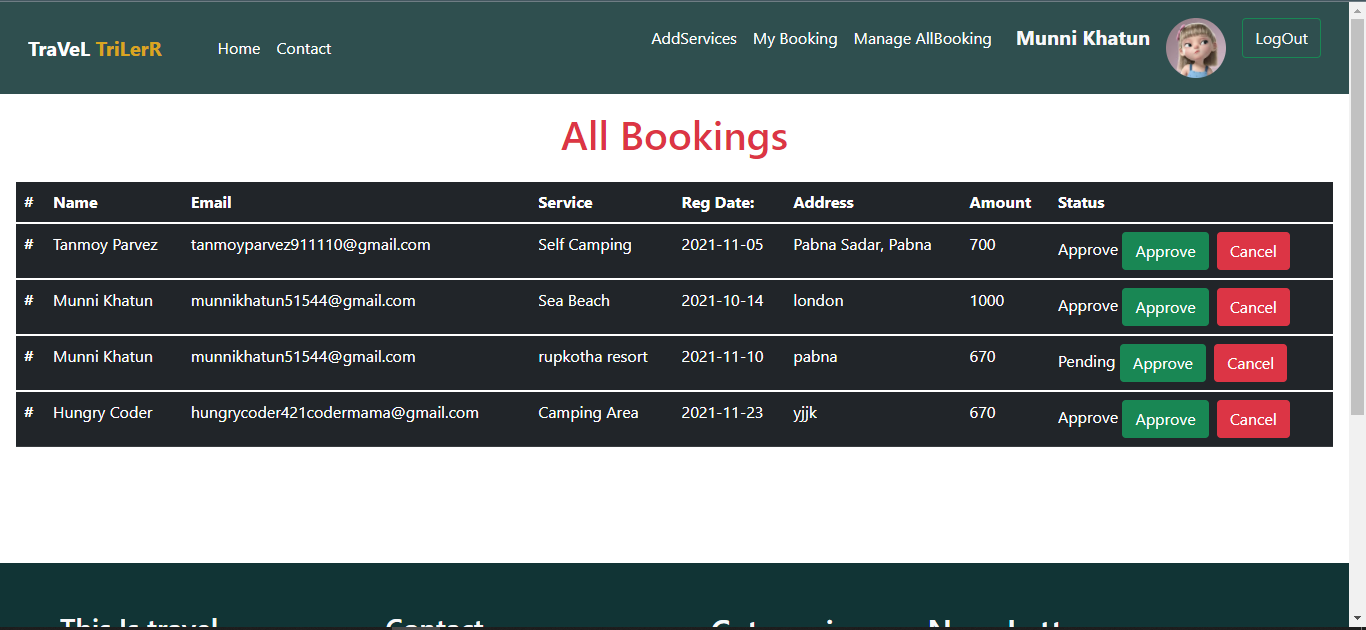 TraVeL TriLerR Home Contact AddServices My Booking Manage AllBooking Munni Khatun LogOut
All Bookings
# Name Email Service Reg Date: Address Amount Status
# Tanmoy Parvez tanmoyparvez911110@gmail.com Self Camping 2021-11-05 Pabna Sadar, Pabna 700 Approve Approve Cancel
# Munni Khatun munnikhatun51544@gmail.com Sea Beach 2021-10-14 london 1000 Approve Approve Cancel
# Munni Khatun munnikhatun51544@gmail.com rupkotha resort 2021-11-10 pabna 670 Pending Approve Cancel
# Hungry Coder hungrycoder421codermama@gmail.com Camping Area 2021-11-23 yjjk 670 Approve Approve Cancel
This Is travel Contact